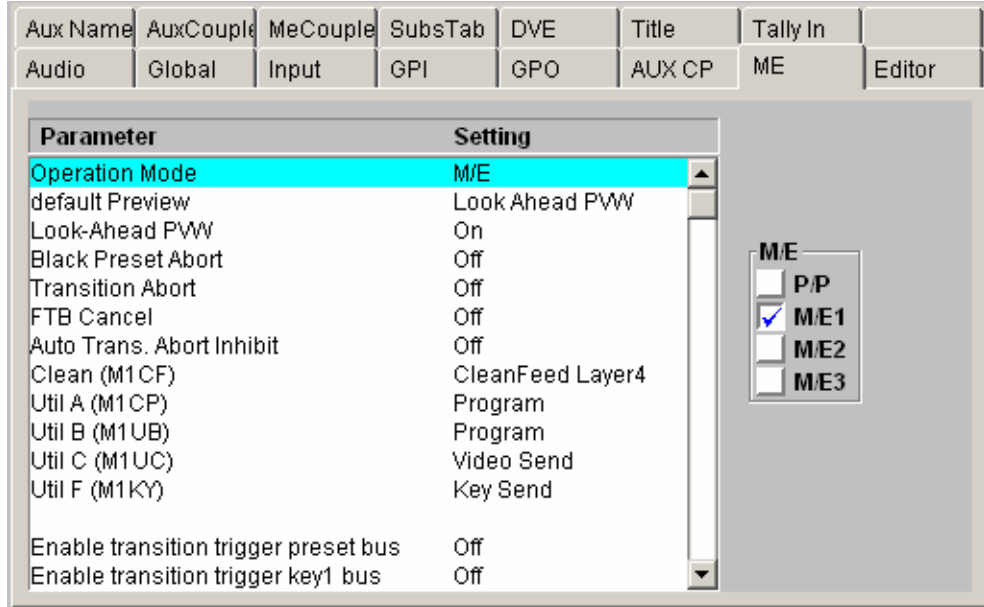 Aux Name AuxCouple MeCouple SubsTab DVE Title Tally In
Audio Global Input GPI GPO AUX CP ME Editor
Parameter Setting
Operation Mode M/E
default Preview Look Ahead PVW
Look-Ahead PVW On
Black Preset Abort Off
Transition Abort Off
FTB Cancel Off
Auto Trans. Abort Inhibit Off
Clean (M1CF) CleanFeed Layer4
Util A (M1CP) Program
Util B (M1UB) Program
Util C (M1UC) Video Send
Util F (M1KY) Key Send
Enable transition trigger preset bus Off
Enable transition trigger key1 bus Off
M/E
P/P
M/E1
M/E2
M/E3